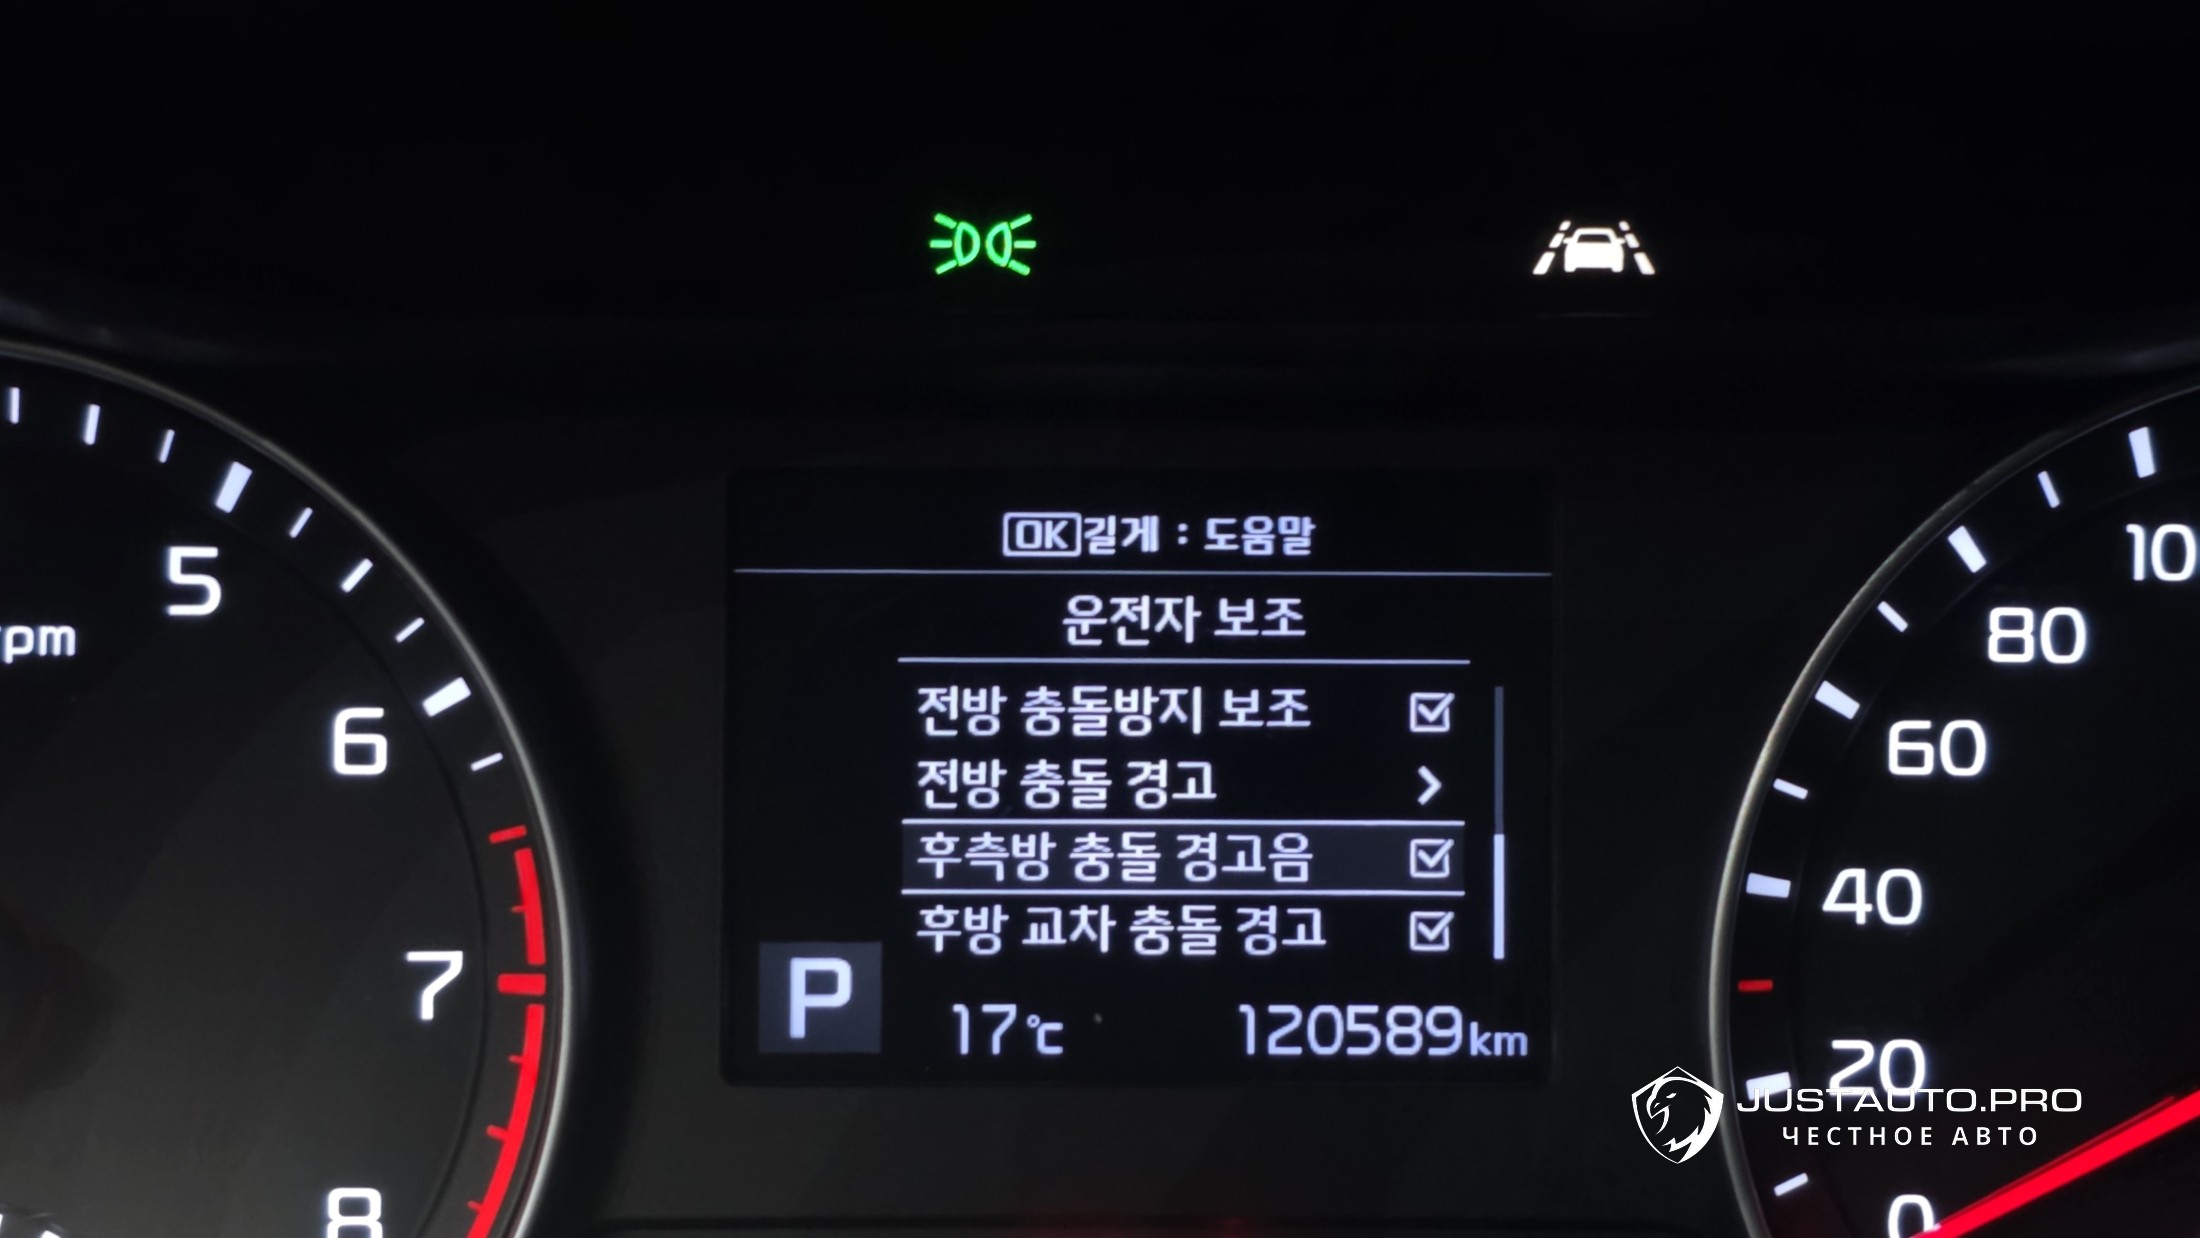 OK길게 : 도움말
운전자 보조
전방 충돌방지 보조
전방 충돌 경고
후측방 충돌 경고음
후방 교차 충돌 경고
P
17℃
120589km
5
rpm
6
7
8
10
80
60
40
20
0
JUSTAUTO.PRO
ЧЕСТНОЕ АВТО